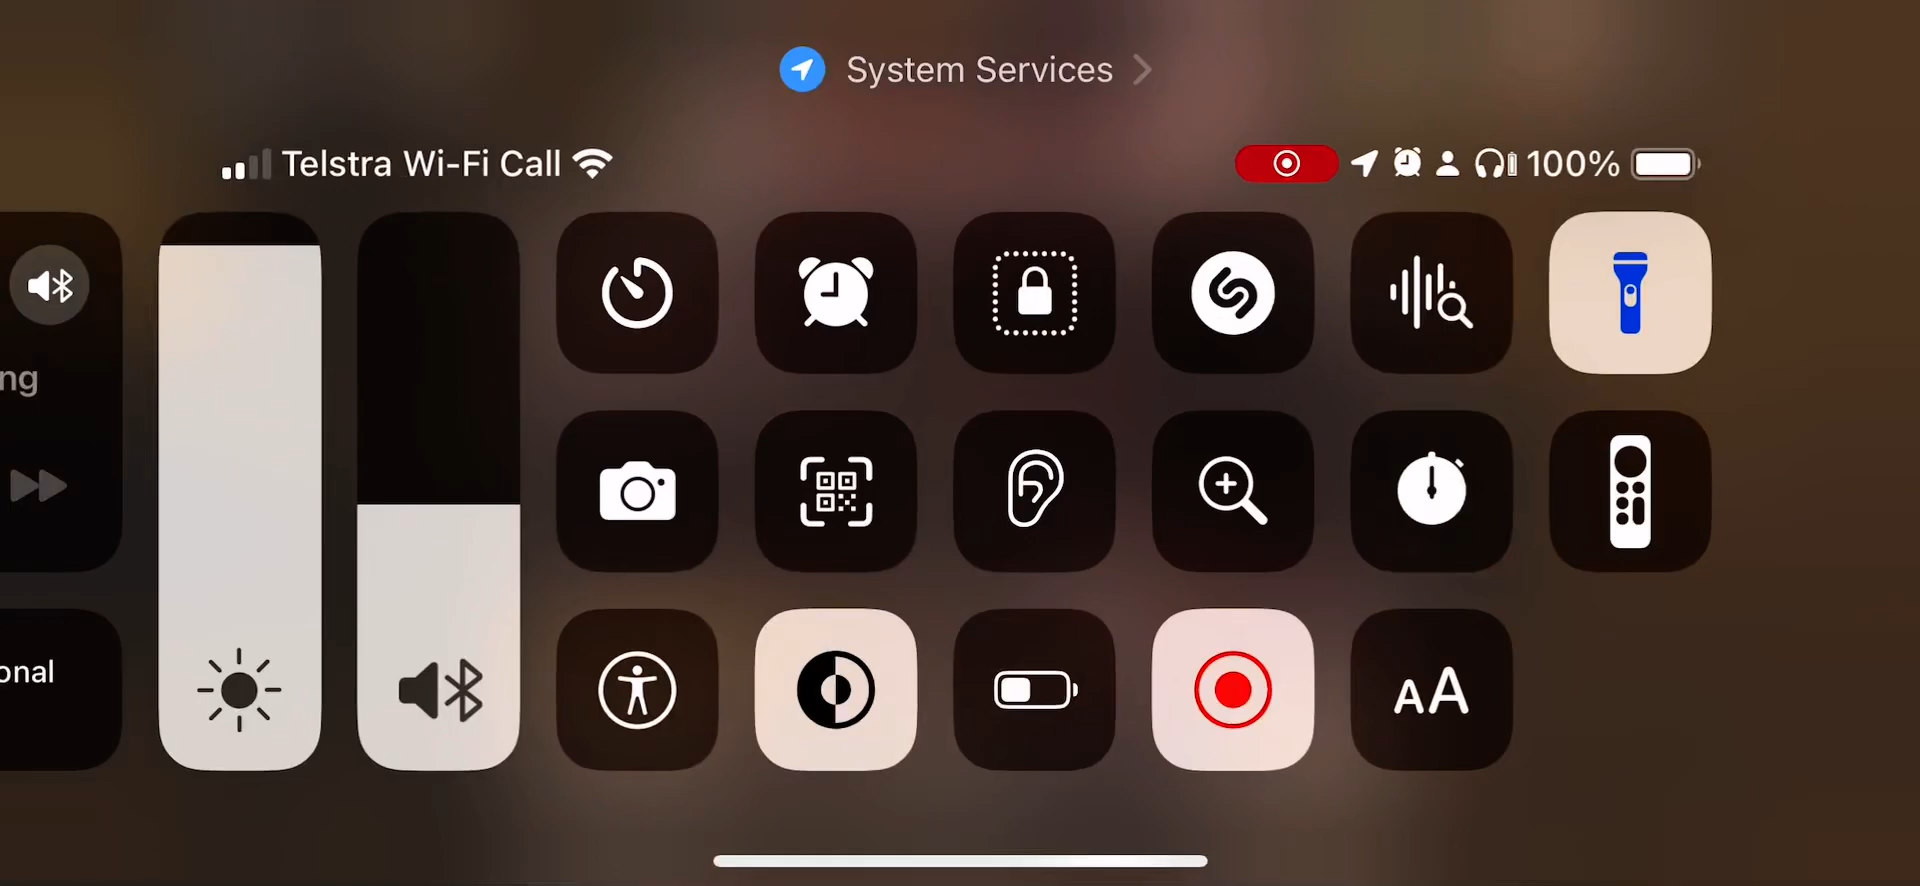 System Services
Telstra Wi-Fi Call
100%
ng
onal
AA